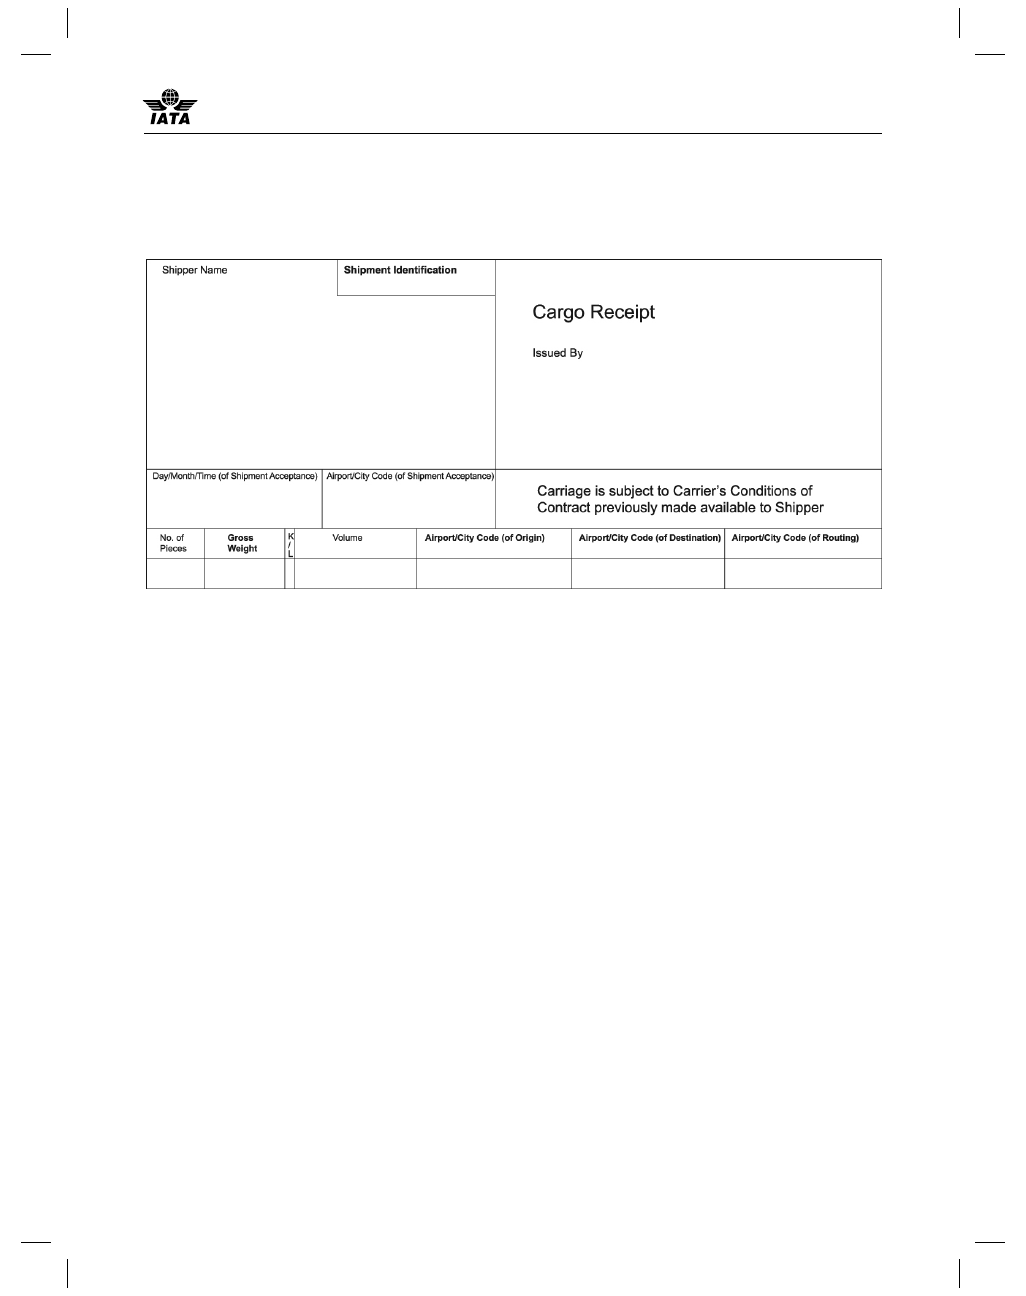 IATA
Shipper Name
Shipment Identification
Cargo Receipt
Issued By
Day/Month/Time (of Shipment Acceptance)
Airport/City Code (of Shipment Acceptance)
Carriage is subject to Carrier's Conditions of
Contract previously made available to Shipper
No. of
Pieces
Gross
Weight
K
/
L
Volume
Airport/City Code (of Origin)
Airport/City Code (of Destination)
Airport/City Code (of Routing)